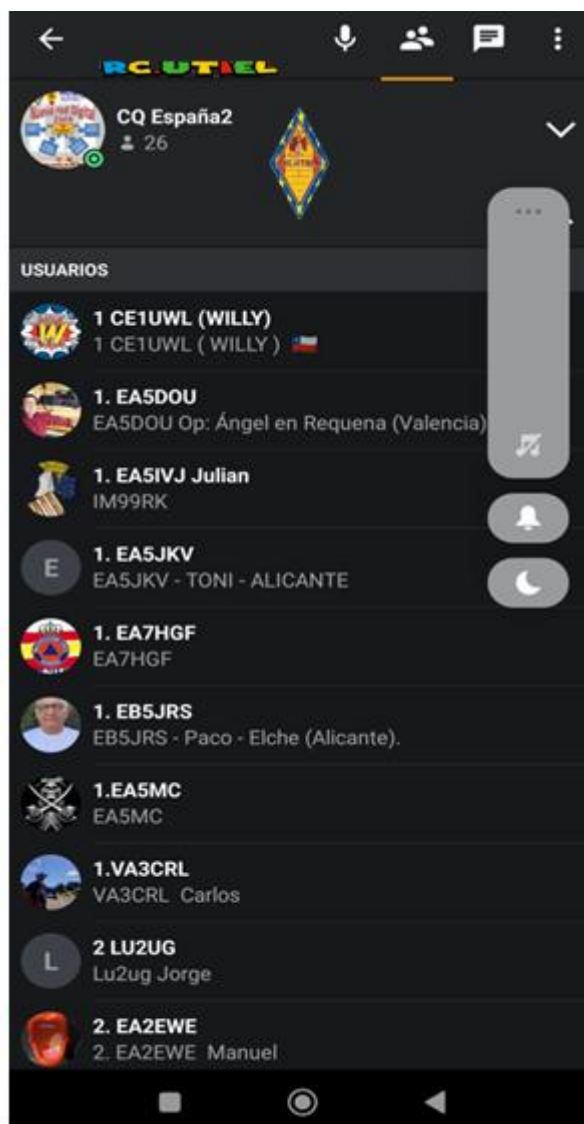 RC.UTIEL
CQ España2
26
USUARIOS
1 CE1UWL (WILLY)
1 CE1UWL ( WILLY )
1. EA5DOU
EA5DOU Op: Ángel en Requena (Valencia)
1. EA5IVJ Julian
IM99RK
E
1. EA5JKV
EA5JKV - TONI - ALICANTE
1. EA7HGF
EA7HGF
1. EB5JRS
EB5JRS - Paco - Elche (Alicante).
1.EA5MC
EA5MC
1.VA3CRL
VA3CRL Carlos
L
2 LU2UG
Lu2ug Jorge
2. EA2EWE
2. EA2EWE Manuel